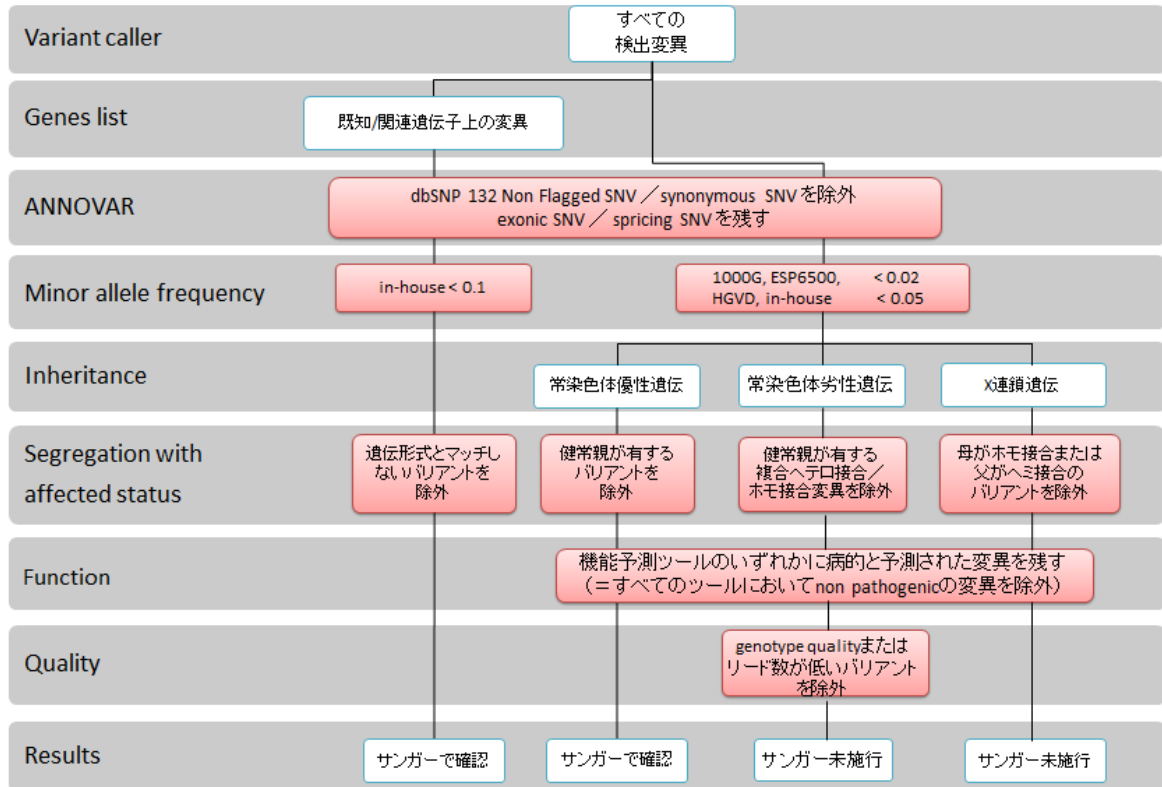 Variant caller
すべての
検出変異
Genes list
既知/関連遺伝子上の変異
ANNOVAR
dbSNP 132 Non Flagged SNV／synonymous SNVを除外
exonic SNV／spricing SNVを残す
Minor allele frequency
in-house < 0.1
1000G, ESP6500, < 0.02
HGVD, in-house < 0.05
Inheritance
常染色体優性遺伝
常染色体劣性遺伝
X連鎖遺伝
Segregation with
affected status
遺伝形式とマッチし
ないバリアントを
除外
健常親が有する
バリアントを
除外
健常親が有する
複合ヘテロ接合／
ホモ接合変異を除外
母がホモ接合または
父がヘミ接合の
バリアントを除外
Function
機能予測ツールのいずれかに病的と予測された変異を残す
（＝すべてのツールにおいてnon pathogenicの変異を除外）
Quality
genotype qualityまたは
リード数が低いバリアント
を除外
Results
サンガーで確認
サンガーで確認
サンガー未施行
サンガー未施行